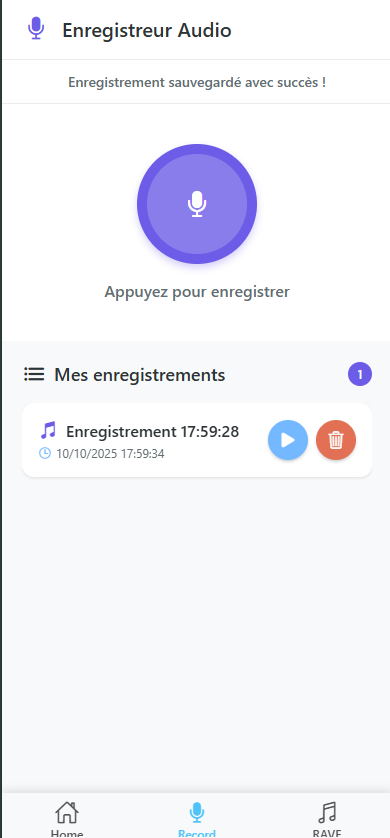 Enregistreur Audio
Enregistrement sauvegardé avec succès !
Appuyez pour enregistrer
Mes enregistrements
1
Enregistrement 17:59:28
10/10/2025 17:59:34
Home
Record
RAVE